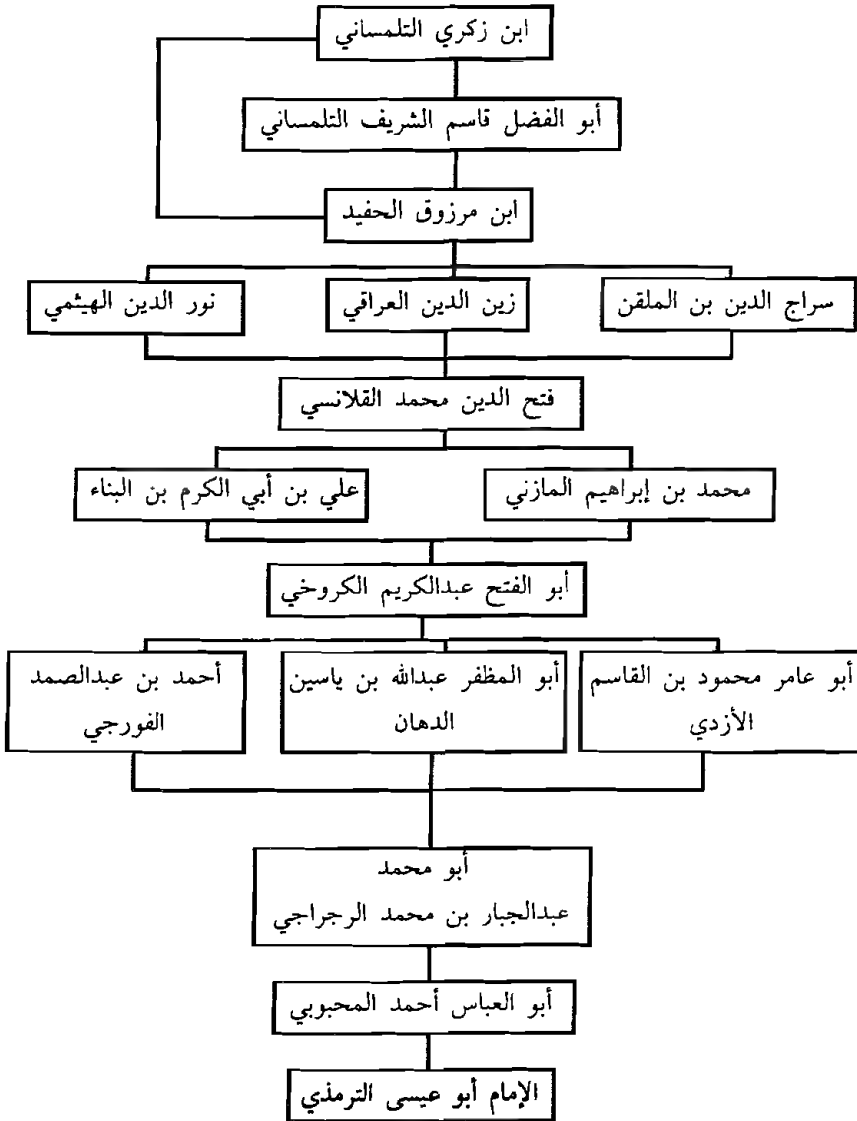 ابن زكري التلمساني
أبو الفضل قاسم الشريف التلمساني
ابن مرزوق الحفيد
سراج الدين بن الملقن
زين الدين العراقي
نور الدين الهيثمي
فتح الدين محمد القلانسي
محمد بن إبراهيم المازني
علي بن أبي الكرم بن البناء
أبو الفتح عبدالكريم الكروخي
أبو عامر محمود بن القاسم
الأزدي
أبو المظفر عبدالله بن ياسين
الدهان
أحمد بن عبدالصمد
الفورجي
أبو محمد
عبدالجبار بن محمد الرجراجي
أبو العباس أحمد المحبوبي
الإمام أبو عيسى الترمذي